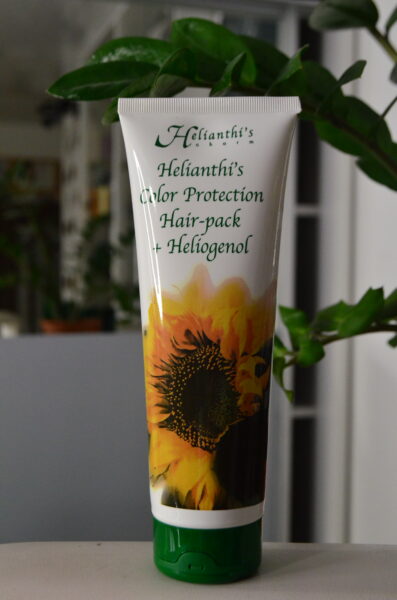 Helianthi's
Helianthi's
Color Protection
Hair-pack
+ Heliogenol